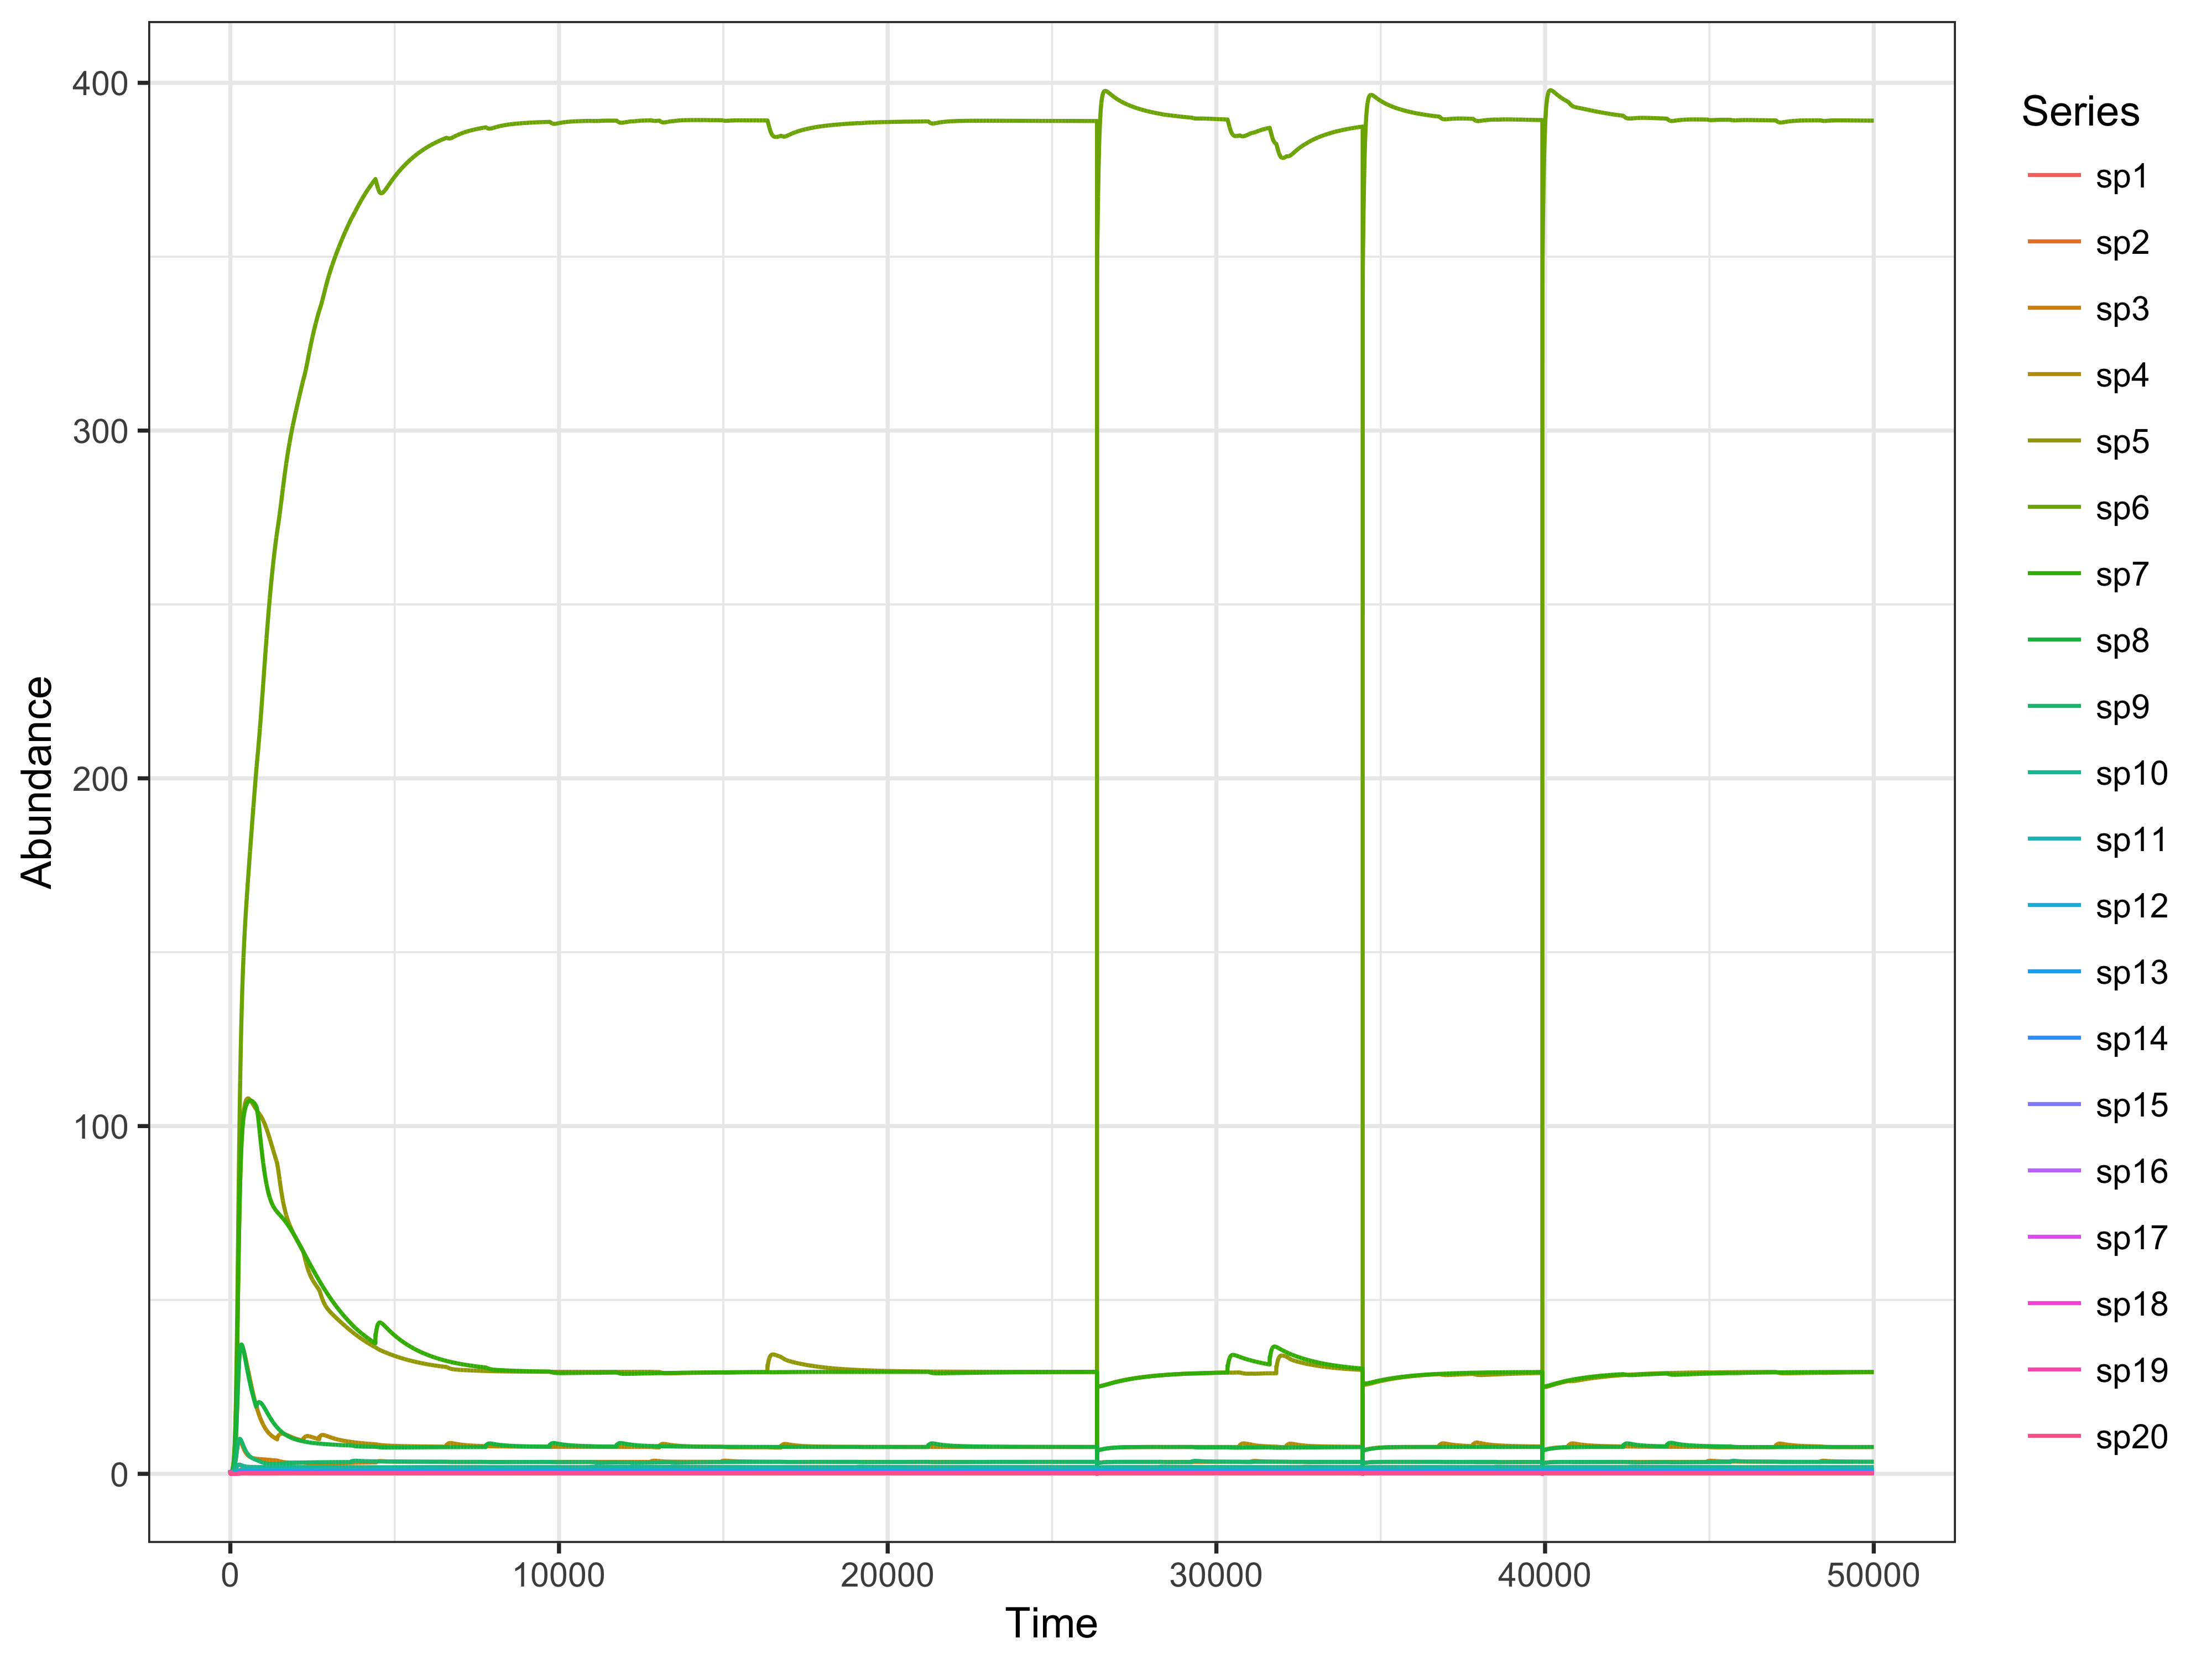 400
300
200
100
0
Abundance
0 10000 20000 30000 40000 50000
Time
Series
sp1
sp2
sp3
sp4
sp5
sp6
sp7
sp8
sp9
sp10
sp11
sp12
sp13
sp14
sp15
sp16
sp17
sp18
sp19
sp20